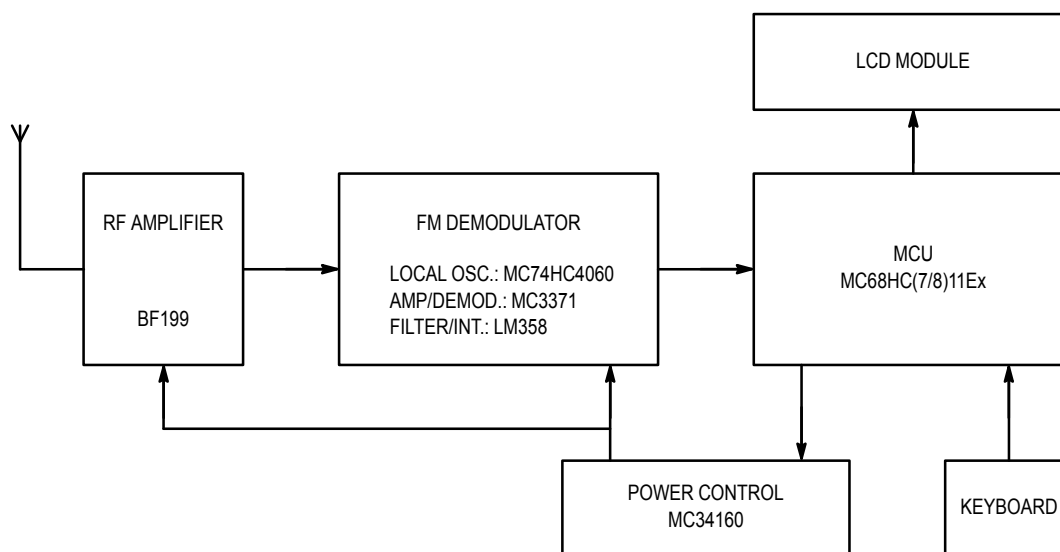 LCD MODULE
RF AMPLIFIER
BF199
FM DEMODULATOR
LOCAL OSC.: MC74HC4060
AMP/DEMOD.: MC3371
FILTER/INT.: LM358
MCU
MC68HC(7/8)11Ex
POWER CONTROL
MC34160
KEYBOARD